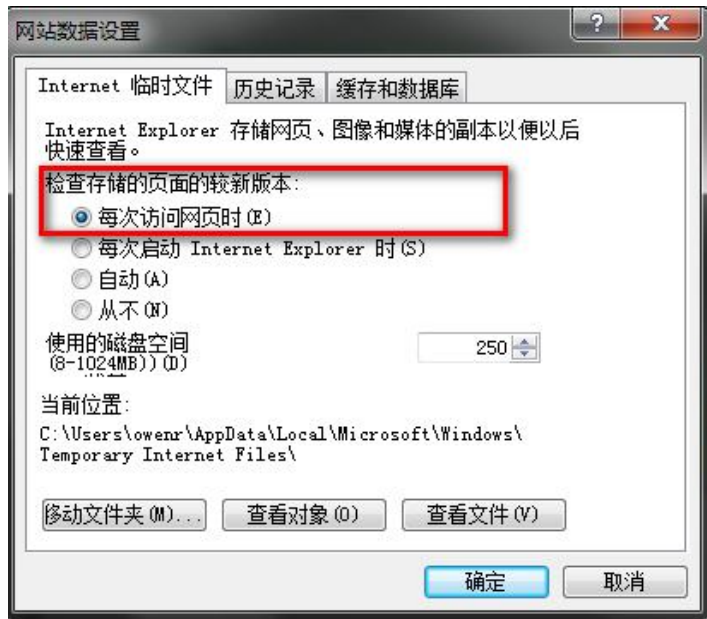 网站数据设置
Internet 临时文件 历史记录 缓存和数据库
Internet Explorer 存储网页、图像和媒体的副本以便以后
快速查看。
检查存储的页面的较新版本:
每次访问网页时(E)
每次启动 Internet Explorer 时(S)
自动(A)
从不(N)
使用的磁盘空间
(8-1024MB))(D)
250
当前位置:
C:\Users\owenr\AppData\Local\Microsoft\Windows\
Temporary Internet Files\
移动文件夹(M)... 查看对象(O) 查看文件(V)
确定 取消